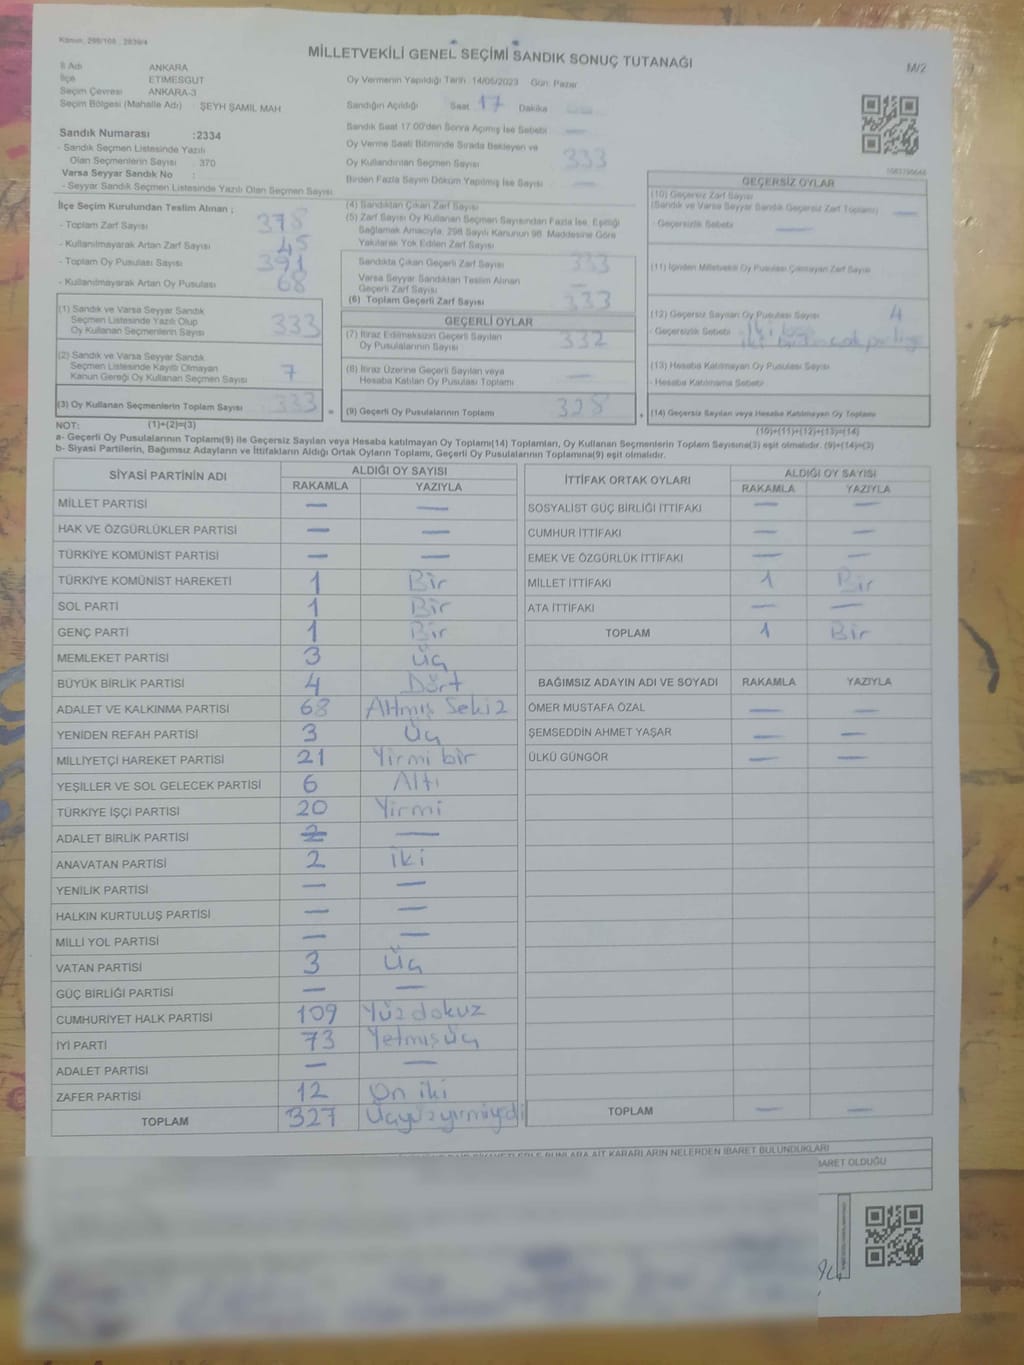 Kanun: 298/105 ; 2839/4
MİLLETVEKİLİ GENEL SEÇİMİ SANDIK SONUÇ TUTANAĞI
M/2
İl Adı ANKARA
İlçe ETİMESGUT
Seçim Çevresi ANKARA-3
Seçim Bölgesi (Mahalle Adı) : ŞEYH ŞAMİL MAH
Sandık Numarası :2334
- Sandık Seçmen Listesinde Yazılı
Olan Seçmenlerin Sayısı : 370
Varsa Seyyar Sandık No :
- Seyyar Sandık Seçmen Listesinde Yazılı Olan Seçmen Sayısı
Oy Vermenin Yapıldığı Tarih :14/05/2023 Gün: Pazar
Sandığın Açıldığı Saat 17 Dakika
Sandık Saat 17.00'den Sonra Açılmış İse Sebebi —
Oy Verme Saati Bitiminde Sırada Bekleyen ve
Oy Kullandırılan Seçmen Sayısı 333
Birden Fazla Sayım Döküm Yapılmış İse Sayısı —
İlçe Seçim Kurulundan Teslim Alınan ;
- Toplam Zarf Sayısı 378
- Kullanılmayarak Artan Zarf Sayısı 45
- Toplam Oy Pusulası Sayısı 391
- Kullanılmayarak Artan Oy Pusulası 68
(1) Sandık ve Varsa Seyyar Sandık
Seçmen Listesinde Yazılı Olup
Oy Kullanan Seçmenlerin Sayısı 333
(2) Sandık ve Varsa Seyyar Sandık
Seçmen Listesinde Kayıtlı Olmayan
Kanun Gereği Oy Kullanan Seçmen Sayısı 7
(3) Oy Kullanan Seçmenlerin Toplam Sayısı 333 =
(4) Sandıktan Çıkan Zarf Sayısı
(5) Zarf Sayısı Oy Kullanan Seçmen Sayısından Fazla İse, Eşitliği
Sağlamak Amacıyla, 298 Sayılı Kanunun 98. Maddesine Göre
Yakılarak Yok Edilen Zarf Sayısı
Sandıkta Çıkan Geçerli Zarf Sayısı 333
Varsa Seyyar Sandıktan Teslim Alınan
Geçerli Zarf Sayısı —
(6) Toplam Geçerli Zarf Sayısı 333
GEÇERLİ OYLAR
(7) İtiraz Edilmeksizin Geçerli Sayılan
Oy Pusulalarının Sayısı 332
(8) İtiraz Üzerine Geçerli Sayılan veya
Hesaba Katılan Oy Pusulası Toplamı —
(9) Geçerli Oy Pusulalarının Toplamı 328 +
GEÇERSİZ OYLAR
(10) Geçersiz Zarf Sayısı
(Sandık ve Varsa Seyyar Sandık Geçersiz Zarf Toplamı) —
- Geçersizlik Sebebi —
(11) İçinden Milletvekili Oy Pusulası Çıkmayan Zarf Sayısı
(12) Geçersiz Sayılan Oy Pusulası Sayısı 4
- Geçersizlik Sebebi
(13) Hesaba Katılmayan Oy Pusulası Sayısı
- Hesaba Katılmama Sebebi
(14) Geçersiz Sayılan veya Hesaba Katılmayan Oy Toplamı
NOT: (1)+(2)=(3) (10)+(11)+(12)+(13)=(14)
a- Geçerli Oy Pusulalarının Toplamı(9) ile Geçersiz Sayılan veya Hesaba katılmayan Oy Toplamı(14) Toplamları, Oy Kullanan Seçmenlerin Toplam Sayısına(3) eşit olmalıdır. (9)+(14)=(3)
b- Siyasi Partilerin, Bağımsız Adayların ve İttifakların Aldığı Ortak Oyların Toplamı, Geçerli Oy Pusulalarının Toplamına(9) eşit olmalıdır.
SİYASİ PARTİNİN ADI ALDIĞI OY SAYISI
RAKAMLA YAZIYLA
MİLLET PARTİSİ — —
HAK VE ÖZGÜRLÜKLER PARTİSİ — —
TÜRKİYE KOMÜNİST PARTİSİ — —
TÜRKİYE KOMÜNİST HAREKETİ 1 Bir
SOL PARTİ 1 Bir
GENÇ PARTİ 1 Bir
MEMLEKET PARTİSİ 3 Üç
BÜYÜK BİRLİK PARTİSİ 4 Dört
ADALET VE KALKINMA PARTİSİ 68 Altmış Sekiz
YENİDEN REFAH PARTİSİ 3 Üç
MİLLİYETÇİ HAREKET PARTİSİ 21 Yirmi bir
YEŞİLLER VE SOL GELECEK PARTİSİ 6 Altı
TÜRKİYE İŞÇİ PARTİSİ 20 Yirmi
ADALET BİRLİK PARTİSİ 2 —
ANAVATAN PARTİSİ 2 iki
YENİLİK PARTİSİ — —
HALKIN KURTULUŞ PARTİSİ — —
MİLLİ YOL PARTİSİ — —
VATAN PARTİSİ 3 Üç
GÜÇ BİRLİĞİ PARTİSİ — —
CUMHURİYET HALK PARTİSİ 109 Yüz dokuz
İYİ PARTİ 73 Yetmiş üç
ADALET PARTİSİ — —
ZAFER PARTİSİ 12 On iki
TOPLAM 327 Üçyüzyirmiyedi
İTTİFAK ORTAK OYLARI ALDIĞI OY SAYISI
RAKAMLA YAZIYLA
SOSYALİST GÜÇ BİRLİĞİ İTTİFAKI — —
CUMHUR İTTİFAKI — —
EMEK VE ÖZGÜRLÜK İTTİFAKI — —
MİLLET İTTİFAKI 1 Bir
ATA İTTİFAKI — —
TOPLAM 1 Bir
BAĞIMSIZ ADAYIN ADI VE SOYADI RAKAMLA YAZIYLA
ÖMER MUSTAFA ÖZAL — —
ŞEMSEDDİN AHMET YAŞAR — —
ÜLKÜ GÜNGÖR — —
TOPLAM — —
AİT KARARLARIN NELERDEN İBARET BULUNDUKLARI
OLDUĞU